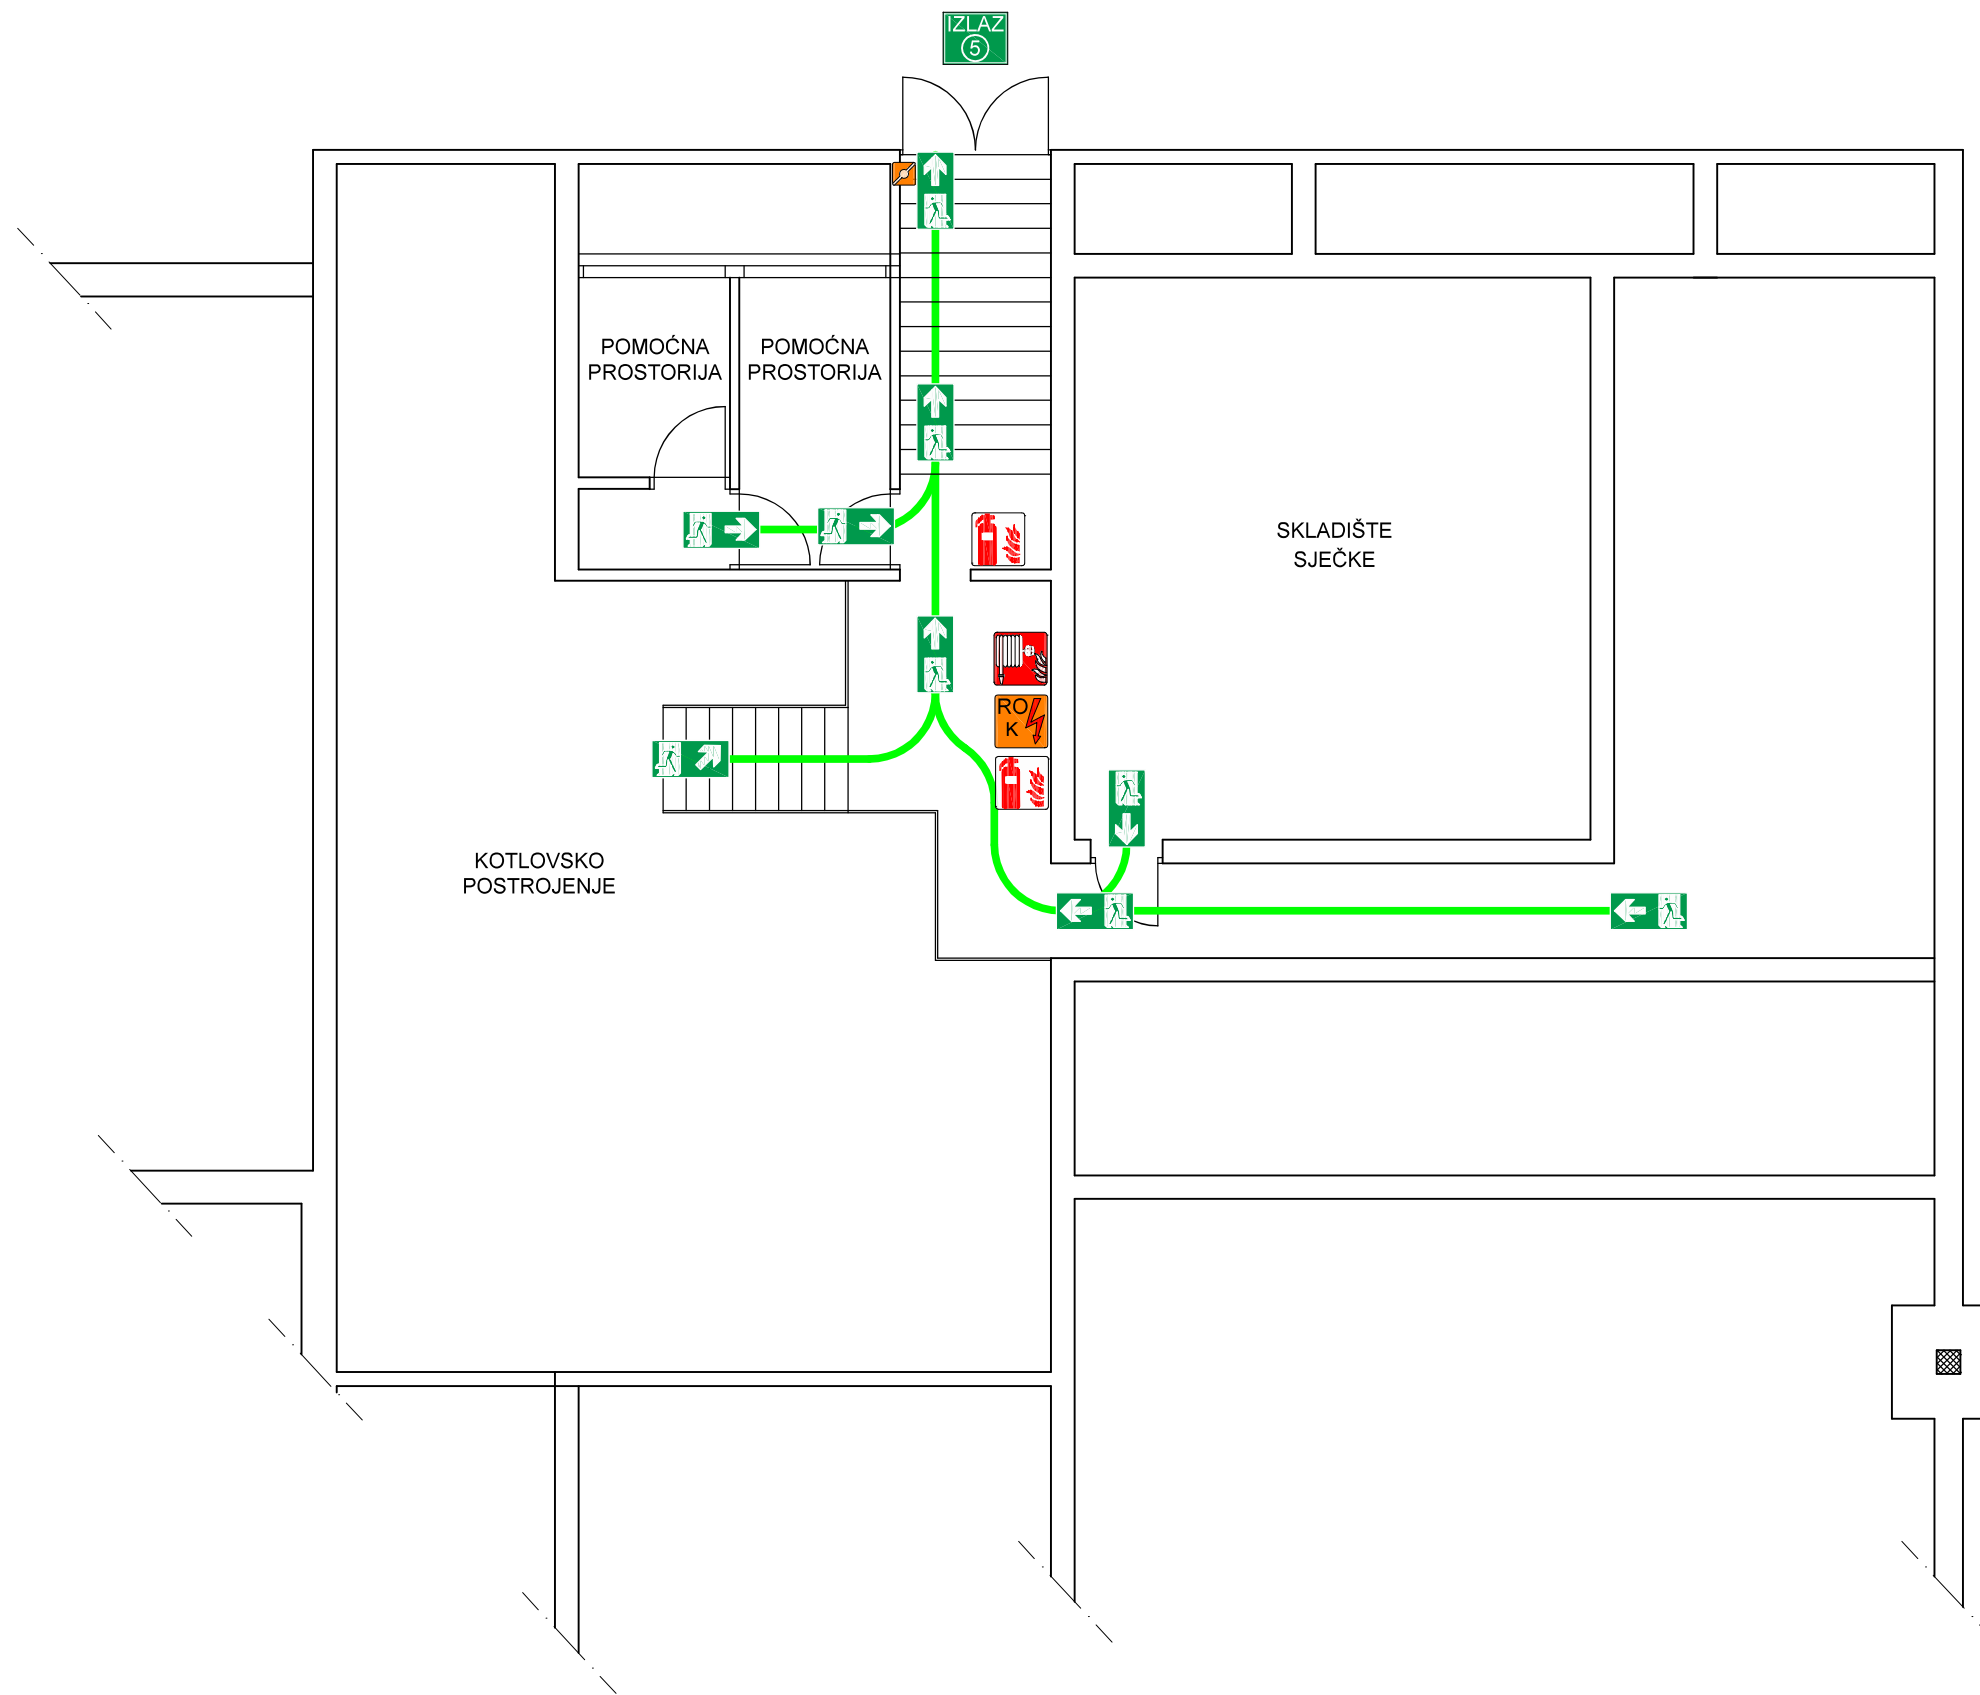 IZLAZ
5
POMOĆNA
PROSTORIJA
POMOĆNA
PROSTORIJA
SKLADIŠTE
SJEČKE
RO
K
KOTLOVSKO
POSTROJENJE